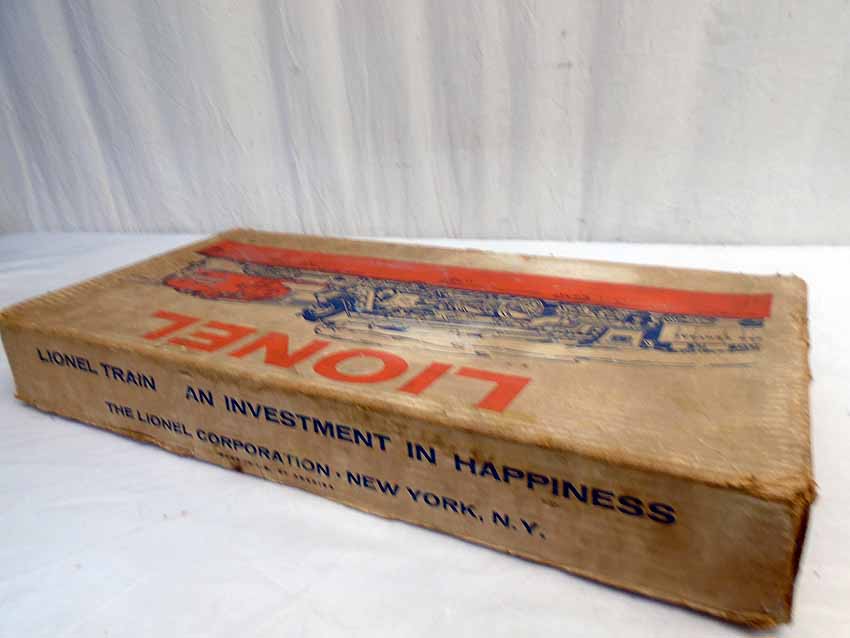 LIONEL
LIONEL TRAIN AN INVESTMENT IN HAPPINESS
THE LIONEL CORPORATION • NEW YORK, N.Y.